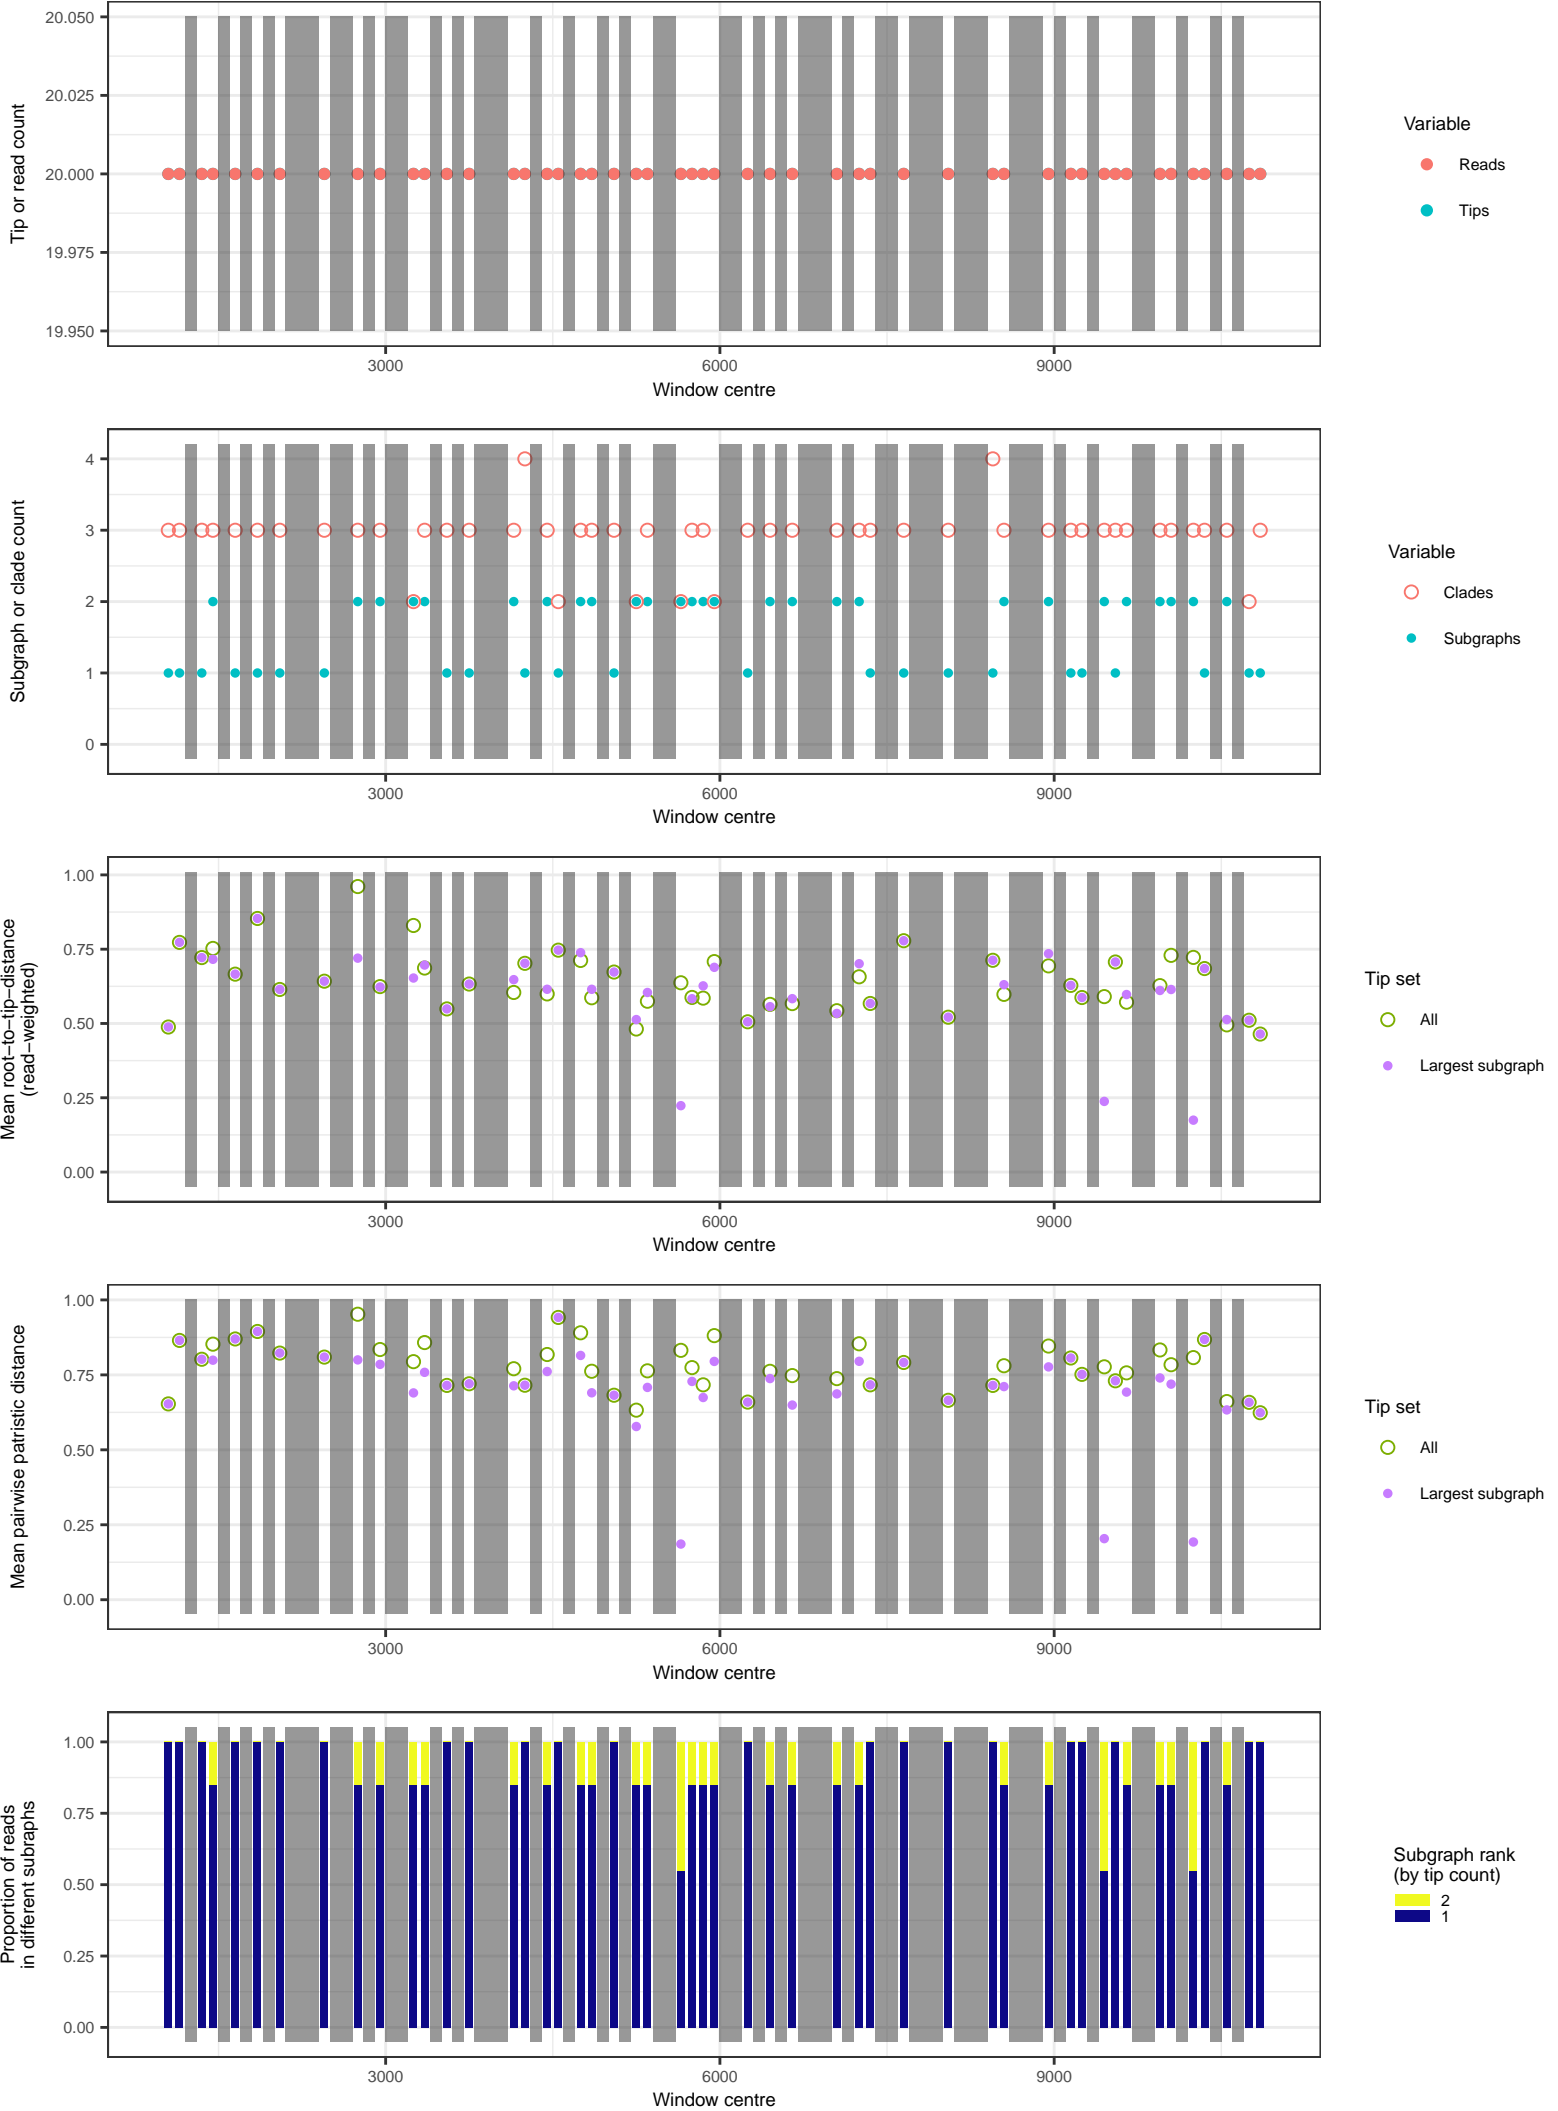 20.050
20.025
20.000
19.975
19.950
Tip or read count
3000
6000
9000
Window centre
Variable
Reads
Tips
4
3
2
1
0
Subgraph or clade count
3000
6000
9000
Window centre
Variable
Clades
Subgraphs
1.00
0.75
0.50
0.25
0.00
Mean root−to−tip−distance
(read−weighted)
3000
6000
9000
Window centre
Tip set
All
Largest subgraph
1.00
0.75
0.50
0.25
0.00
Mean pairwise patristic distance
3000
6000
9000
Window centre
Tip set
All
Largest subgraph
1.00
0.75
0.50
0.25
0.00
Proportion of reads
in different subraphs
3000
6000
9000
Window centre
Subgraph rank
(by tip count)
2
1